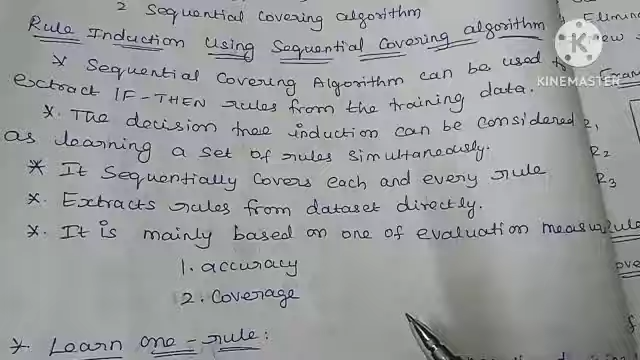 2 Sequential Covering algorithm
Rule Induction Using Sequential Covering algorithm
* Sequential Covering Algorithm can be used to
extract IF-THEN rules from the training data.
*. The decision tree induction can be considered
as learning a set of rules simultaneously.
* It Sequentially Covers each and every rule
*. Extracts rules from dataset directly.
*. It is mainly based on one of evaluation measu
1. accuracy
2. Coverage
* Learn one-rule:
KINEMASTER
R2
R3